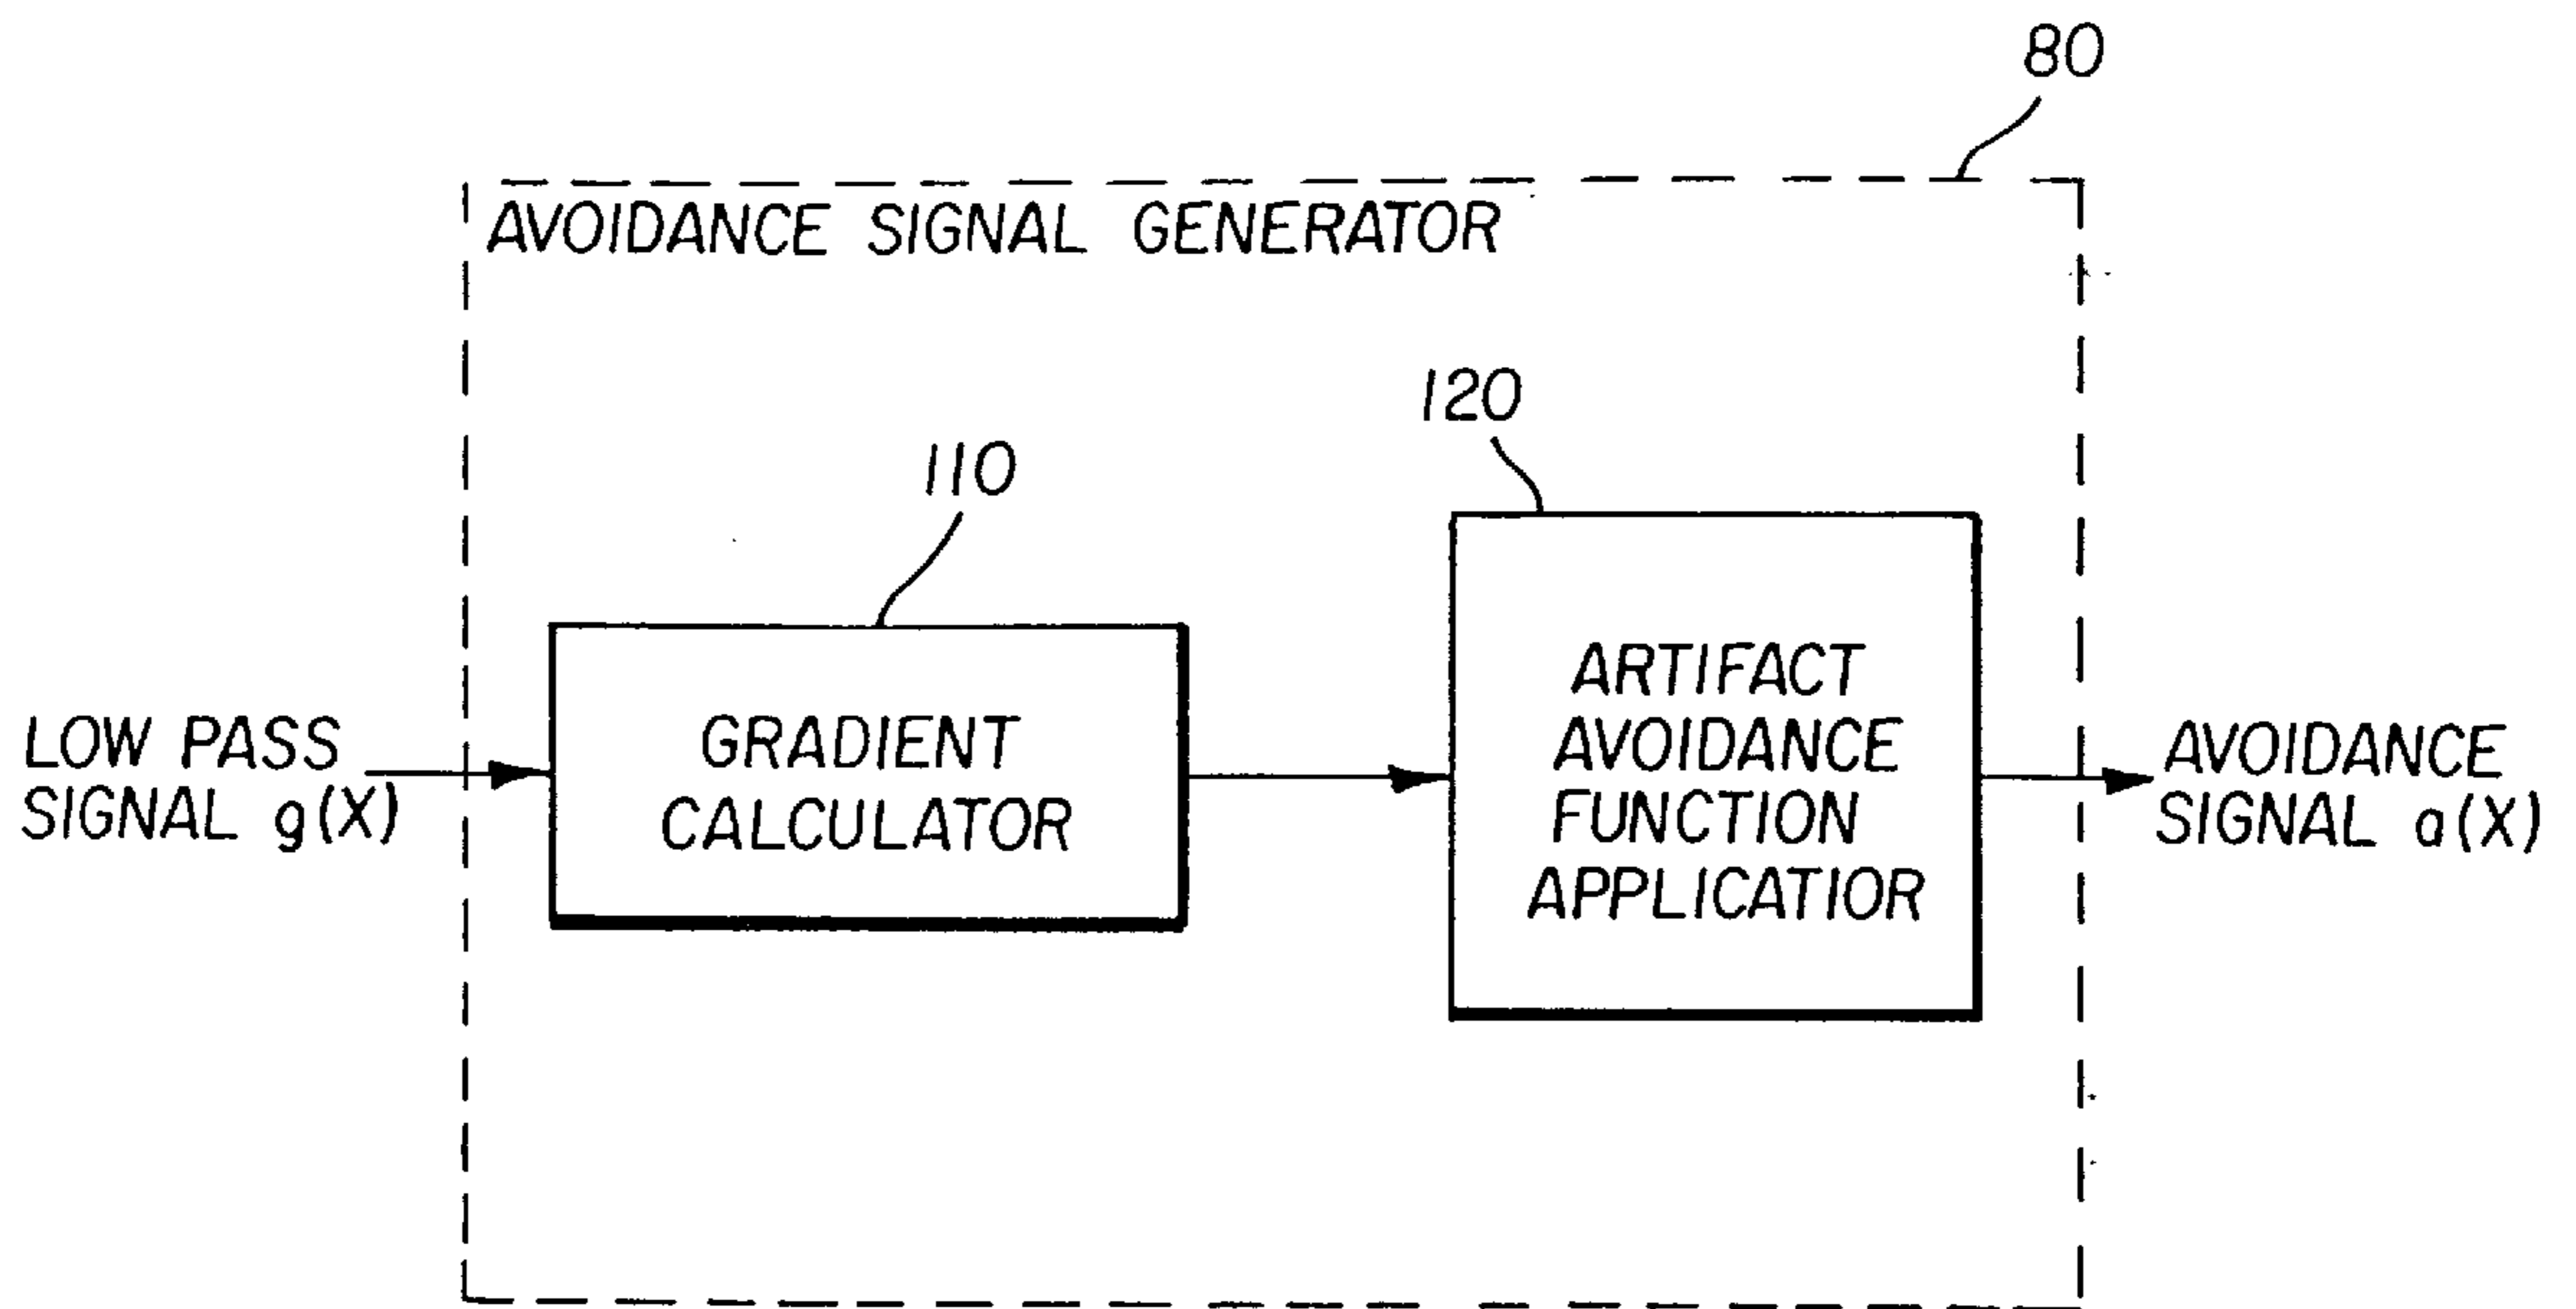 80
AVOIDANCE SIGNAL GENERATOR
120
110
LOW PASS
SIGNAL g(X)
GRADIENT
CALCULATOR
ARTIFACT
AVOIDANCE
FUNCTION
APPLICATIOR
AVOIDANCE
SIGNAL a(X)